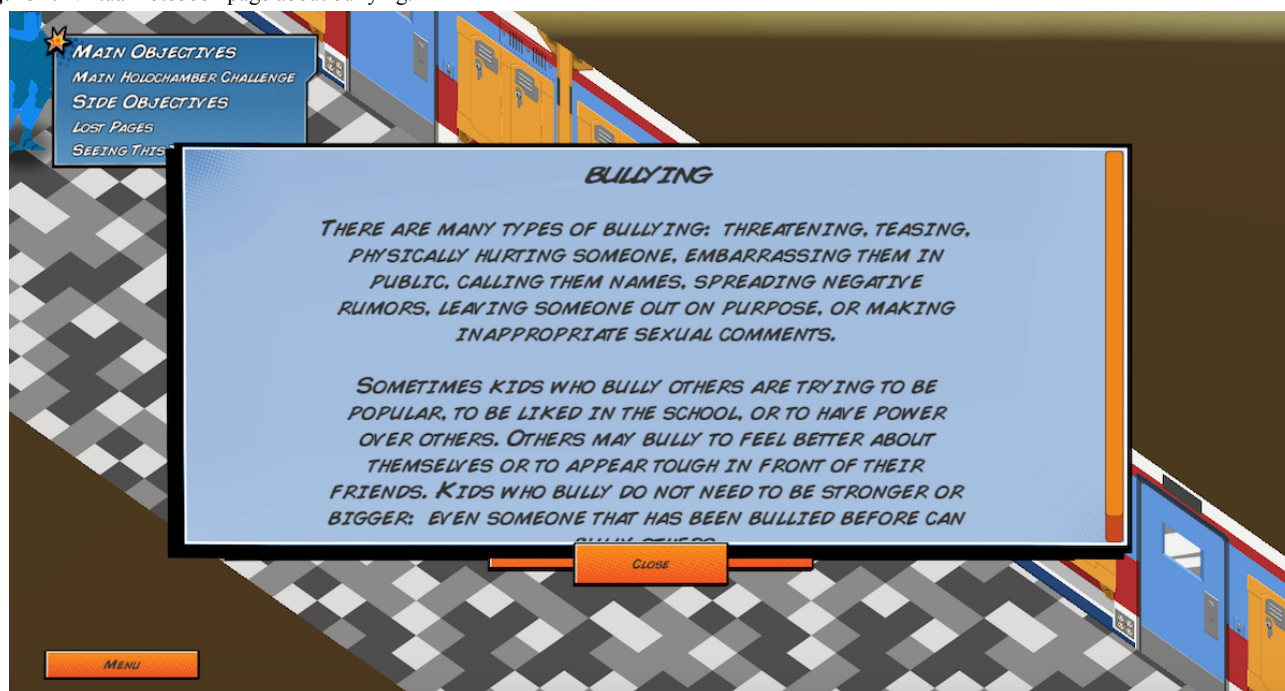 MAIN OBJECTIVES
MAIN HOLOCHAMBER CHALLENGE
SIDE OBJECTIVES
LOST PAGES
SEEING THIS
BULLYING
THERE ARE MANY TYPES OF BULLYING: THREATENING, TEASING,
PHYSICALLY HURTING SOMEONE, EMBARRASSING THEM IN
PUBLIC, CALLING THEM NAMES, SPREADING NEGATIVE
RUMORS, LEAVING SOMEONE OUT ON PURPOSE, OR MAKING
INAPPROPRIATE SEXUAL COMMENTS.
SOMETIMES KIDS WHO BULLY OTHERS ARE TRYING TO BE
POPULAR, TO BE LIKED IN THE SCHOOL, OR TO HAVE POWER
OVER OTHERS. OTHERS MAY BULLY TO FEEL BETTER ABOUT
THEMSELVES OR TO APPEAR TOUGH IN FRONT OF THEIR
FRIENDS. KIDS WHO BULLY DO NOT NEED TO BE STRONGER OR
BIGGER: EVEN SOMEONE THAT HAS BEEN BULLIED BEFORE CAN
CLOSE
MENU